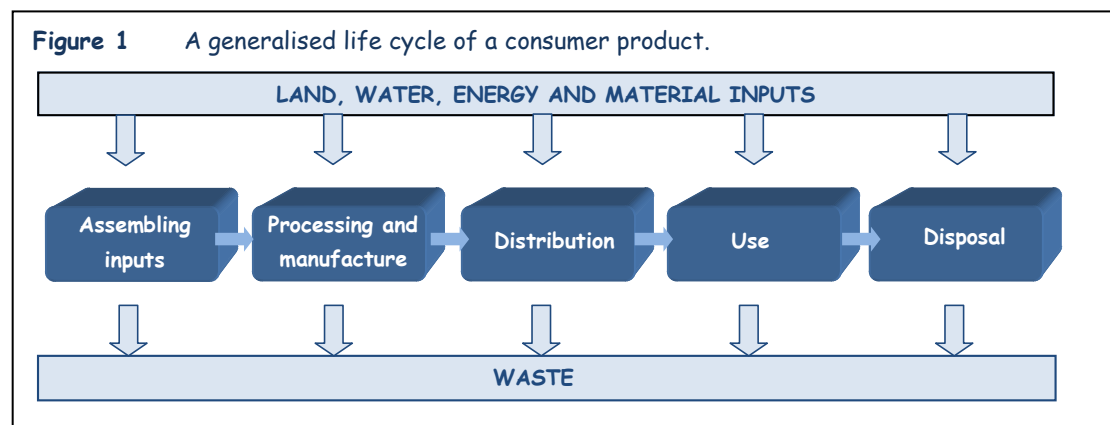 Figure 1 A generalised life cycle of a consumer product.
LAND, WATER, ENERGY AND MATERIAL INPUTS
Assembling
inputs
Processing and
manufacture
Distribution
Use
Disposal
WASTE